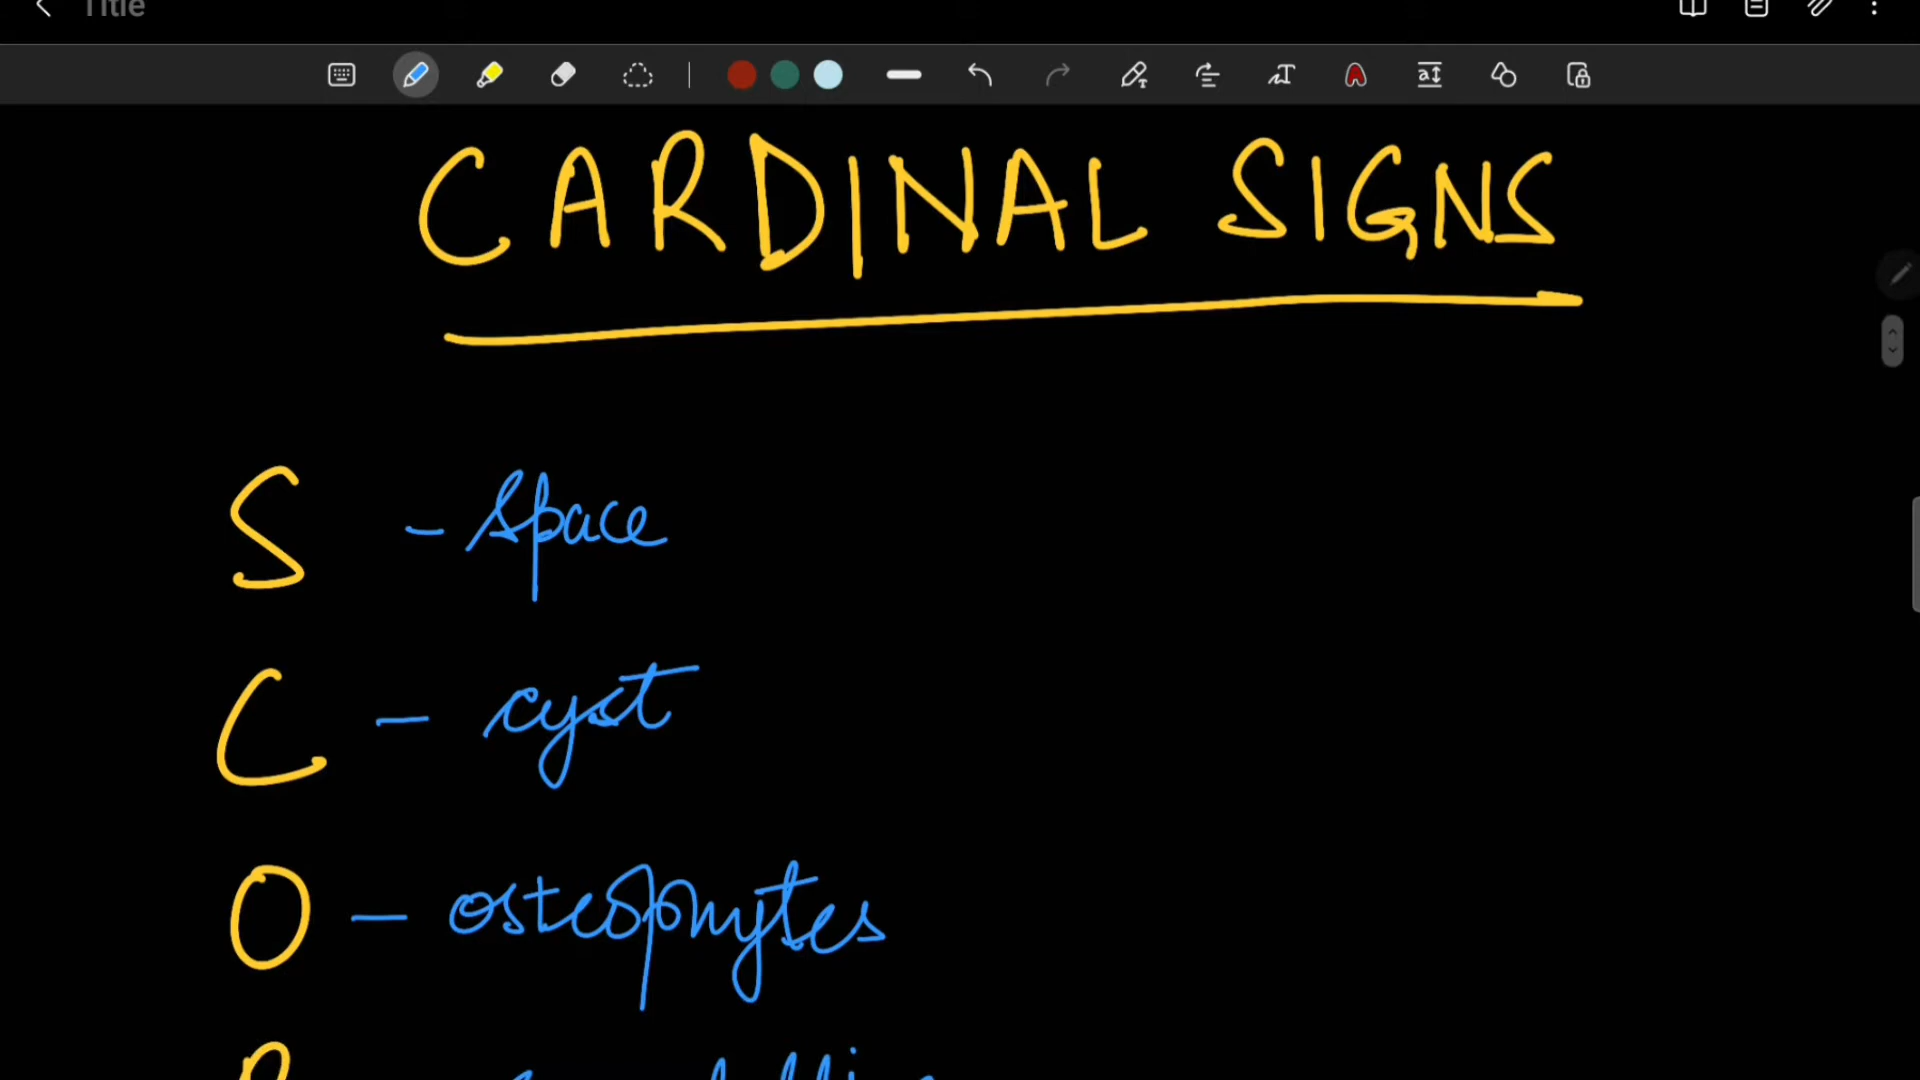 Title
CARDINAL SIGNS
S - Space
C - cyst
O - osteophytes